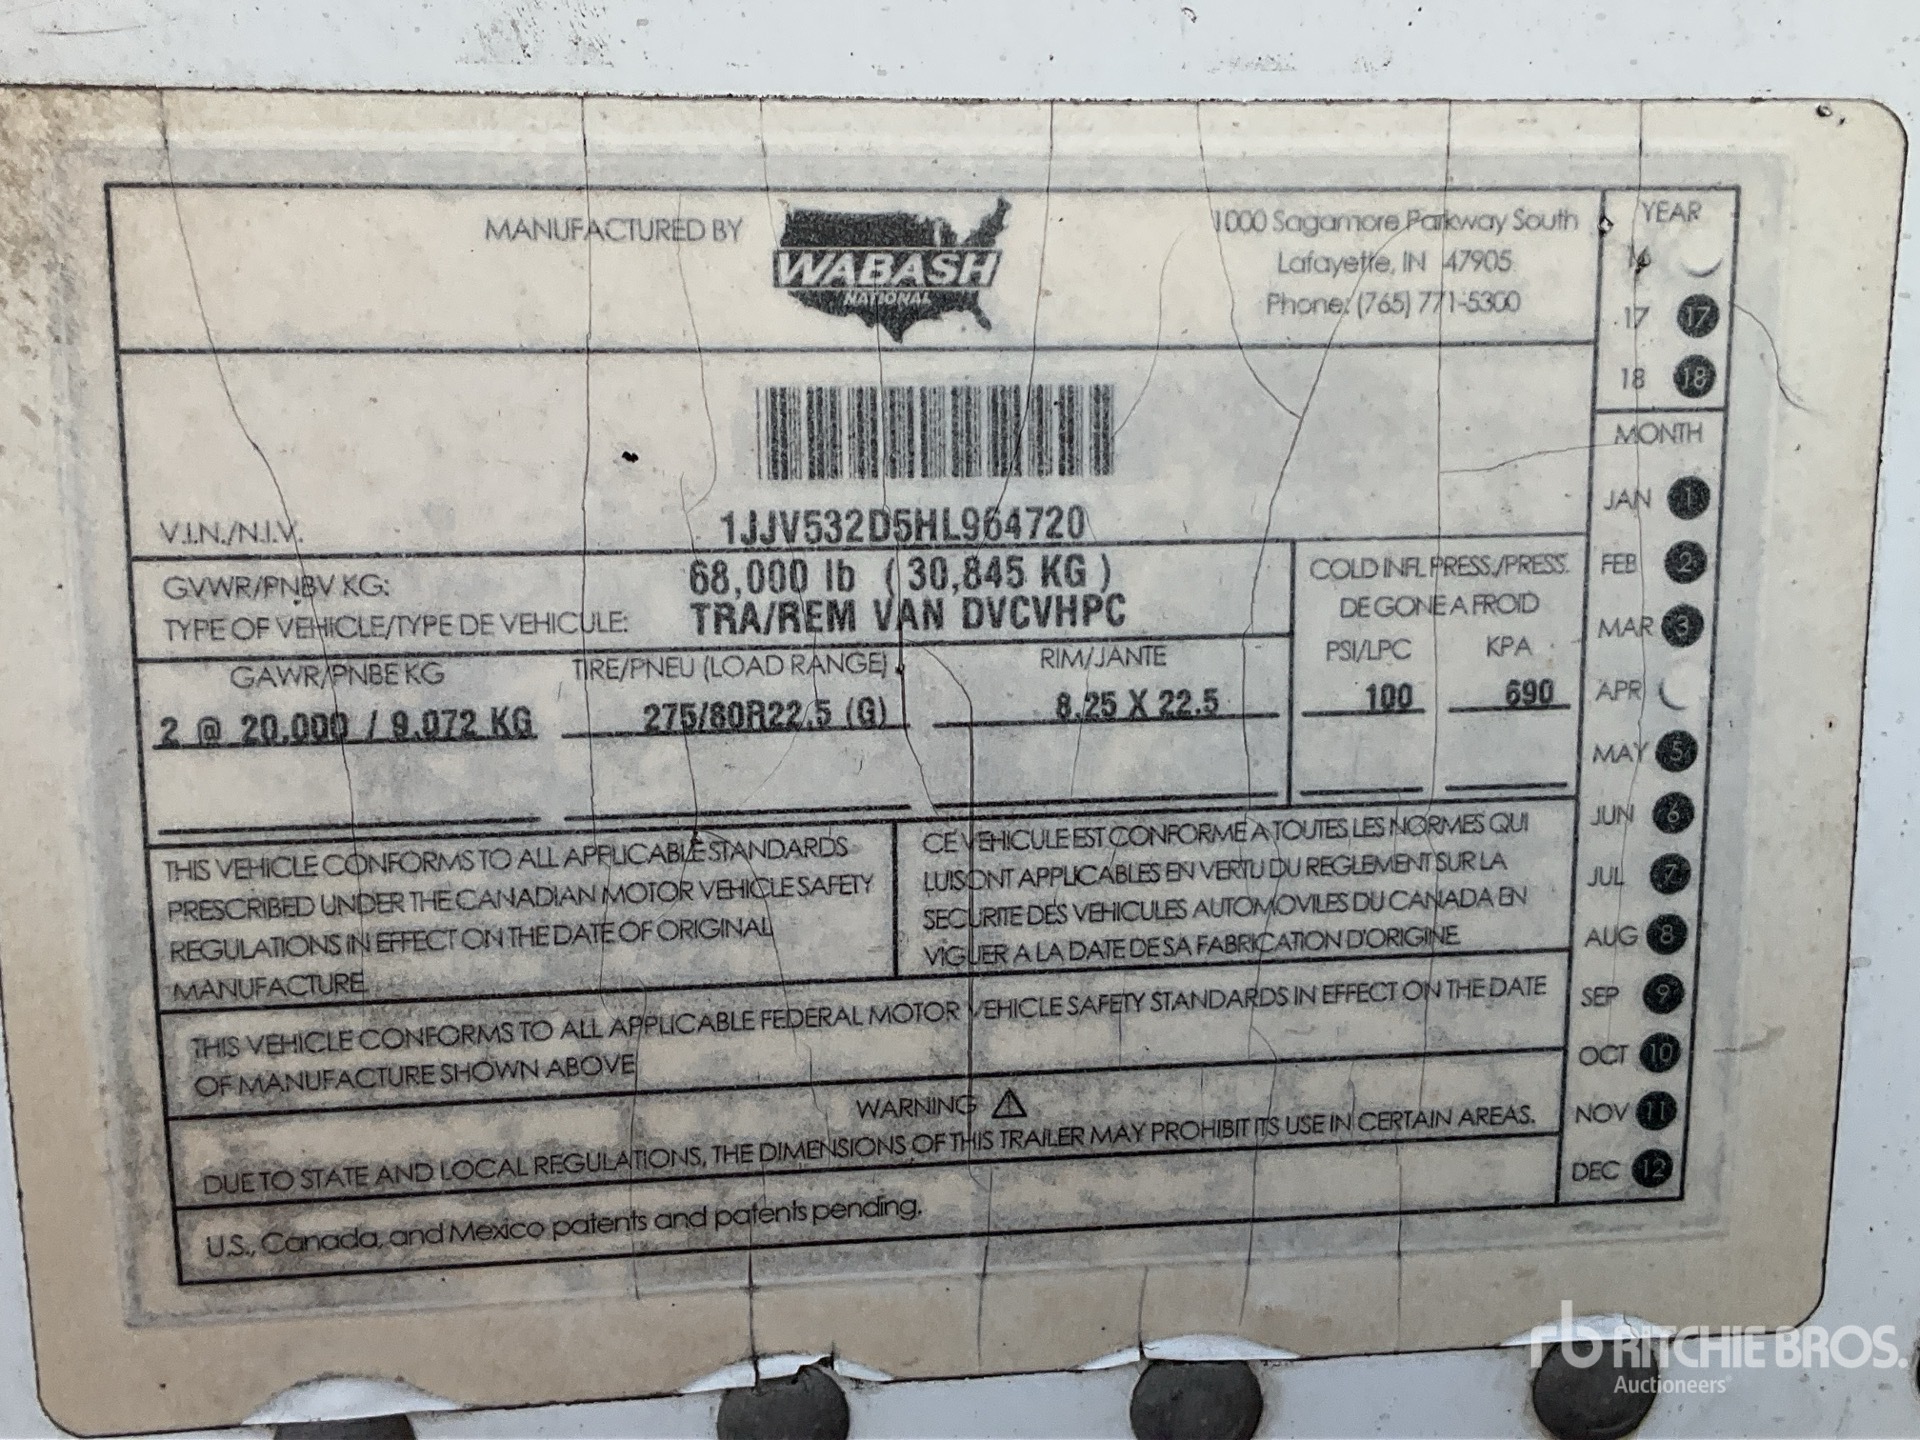 MANUFACTURED BY
WABASH
NATIONAL
1000 Sagamore Parkway South
Lafayette, IN 47905
Phone: (765) 771-5300
YEAR
16
17 17
18 18
V.I.N./N.I.V.
1JJV532D5HL964720
GVWR/PNBV KG: 68,000 lb ( 30,845 KG )
TYPE OF VEHICLE/TYPE DE VEHICULE: TRA/REM VAN DVCVHPC
COLD INFL PRESS./PRESS.
DE GONE A FROID
PSI/LPC KPA
100 690
GAWR/PNBE KG TIRE/PNEU (LOAD RANGE) RIM/JANTE
2 @ 20,000 / 9,072 KG 275/80R22.5 (G) 8.25 X 22.5
MONTH
JAN 1
FEB 2
MAR 3
APR
MAY 5
JUN 6
JUL 7
AUG 8
SEP 9
OCT 10
NOV 11
DEC 12
THIS VEHICLE CONFORMS TO ALL APPLICABLE STANDARDS
PRESCRIBED UNDER THE CANADIAN MOTOR VEHICLE SAFETY
REGULATIONS IN EFFECT ON THE DATE OF ORIGINAL
MANUFACTURE
CE VEHICULE EST CONFORME A TOUTES LES NORMES QUI
LUISONT APPLICABLES EN VERTU DU REGLEMENT SUR LA
SECURITE DES VEHICULES AUTOMOVILES DU CANADA EN
VIGUER A LA DATE DE SA FABRICATION D'ORIGINE
THIS VEHICLE CONFORMS TO ALL APPLICABLE FEDERAL MOTOR VEHICLE SAFETY STANDARDS IN EFFECT ON THE DATE
OF MANUFACTURE SHOWN ABOVE
WARNING
DUE TO STATE AND LOCAL REGULATIONS, THE DIMENSIONS OF THIS TRAILER MAY PROHIBIT ITS USE IN CERTAIN AREAS.
U.S., Canada, and Mexico patents and patents pending.
rb RITCHIE BROS.
Auctioneers